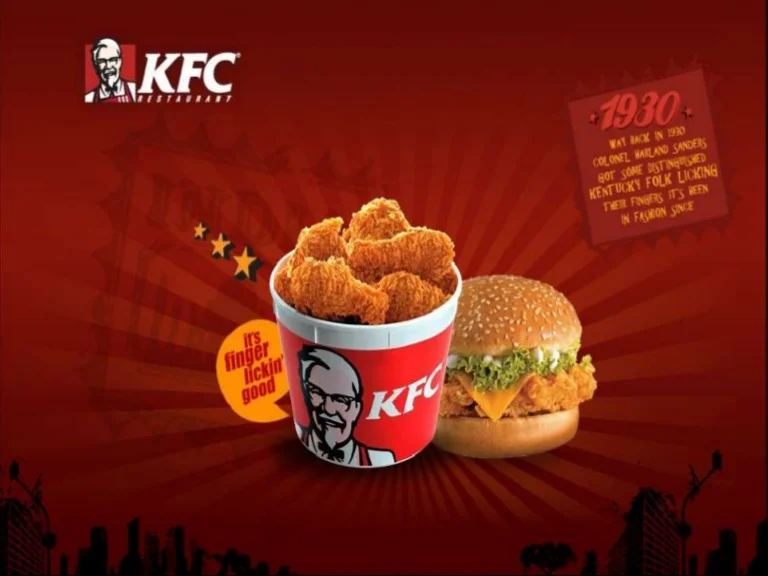 KFC
RESTAURANT
1930
WAY BACK IN 1930
COLONEL HARLAND SANDERS
GOT SOME DISTINGUISHED
KENTUCKY FOLK LICKING
THEIR FINGERS IT'S BEEN
IN FASHION SINCE
it's
finger
lickin'
good
KFC